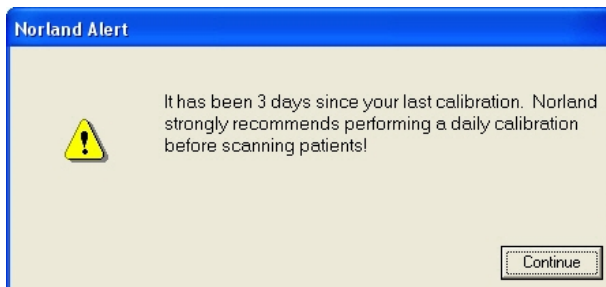 Norland Alert
It has been 3 days since your last calibration. Norland
strongly recommends performing a daily calibration
before scanning patients!
Continue